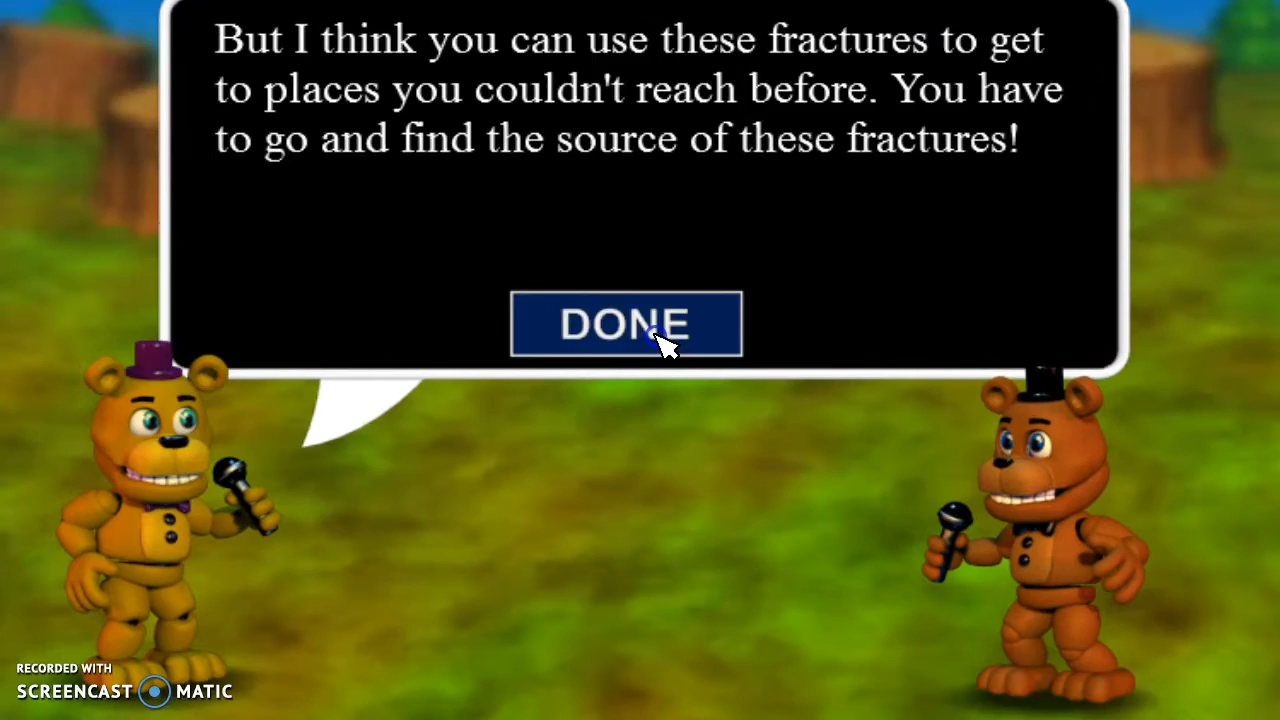 But I think you can use these fractures to get
to places you couldn't reach before. You have
to go and find the source of these fractures!
DONE
RECORDED WITH
SCREENCAST MATIC